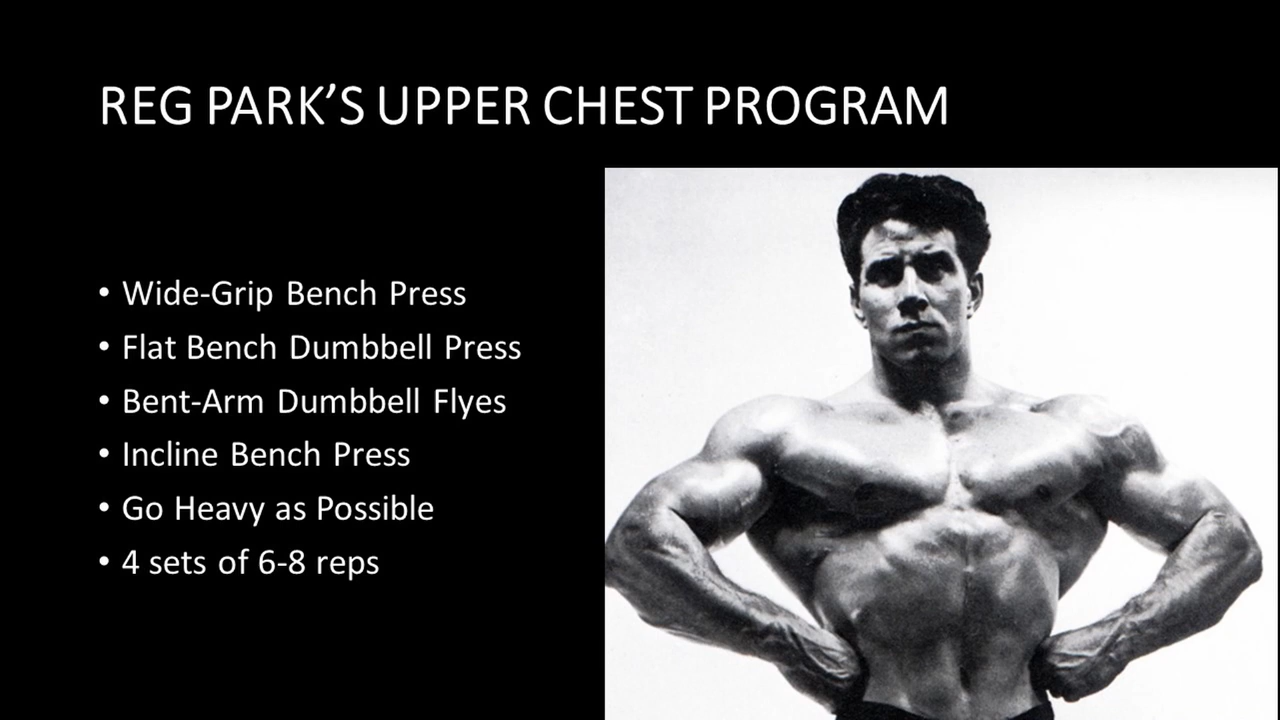 REG PARK’S UPPER CHEST PROGRAM
• Wide-Grip Bench Press
• Flat Bench Dumbbell Press
• Bent-Arm Dumbbell Flyes
• Incline Bench Press
• Go Heavy as Possible
• 4 sets of 6-8 reps